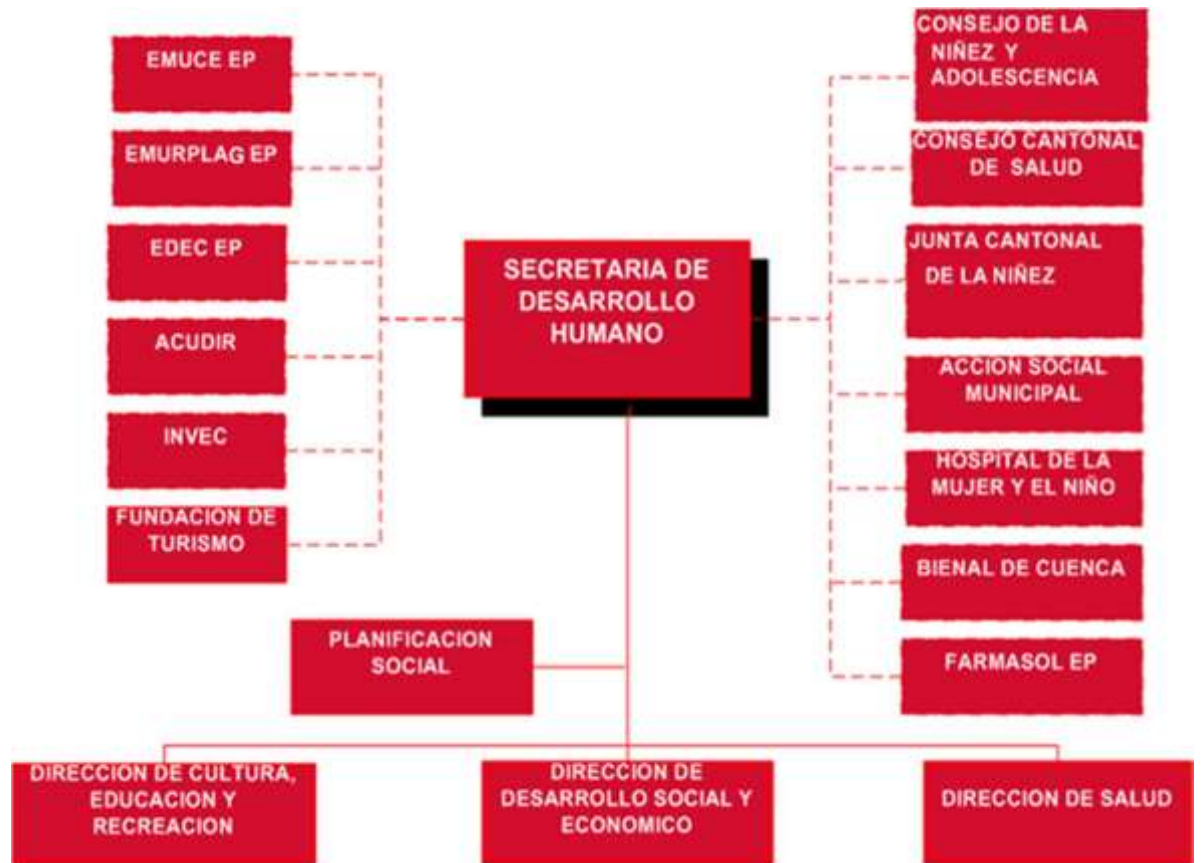 EMUCE EP
EMURPLAG EP
EDEC EP
ACUDIR
INVEC
FUNDACION DE
TURISMO
SECRETARIA DE
DESARROLLO
HUMANO
CONSEJO DE LA
NIÑEZ Y
ADOLESCENCIA
CONSEJO CANTONAL
DE SALUD
JUNTA CANTONAL
DE LA NIÑEZ
ACCION SOCIAL
MUNICIPAL
HOSPITAL DE LA
MUJER Y EL NIÑO
BIENAL DE CUENCA
FARMASOL EP
PLANIFICACION
SOCIAL
DIRECCION DE CULTURA,
EDUCACION Y
RECREACION
DIRECCION DE
DESARROLLO SOCIAL Y
ECONOMICO
DIRECCION DE SALUD